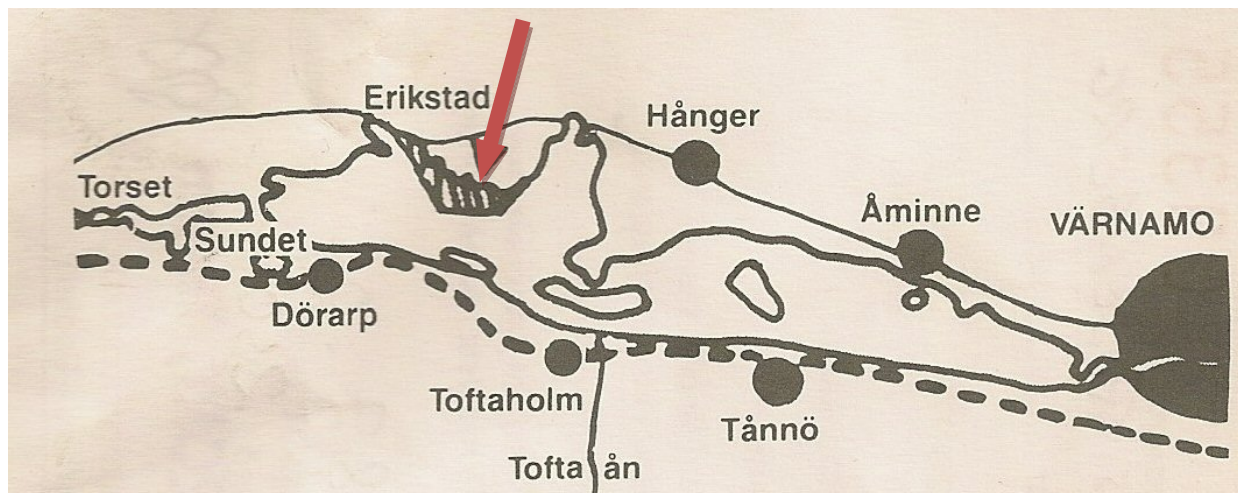 Erikstad
Hånger
Torset
Åminne
VÄRNAMO
Sundet
Dörarp
Toftaholm
Tånnö
Tofta ån